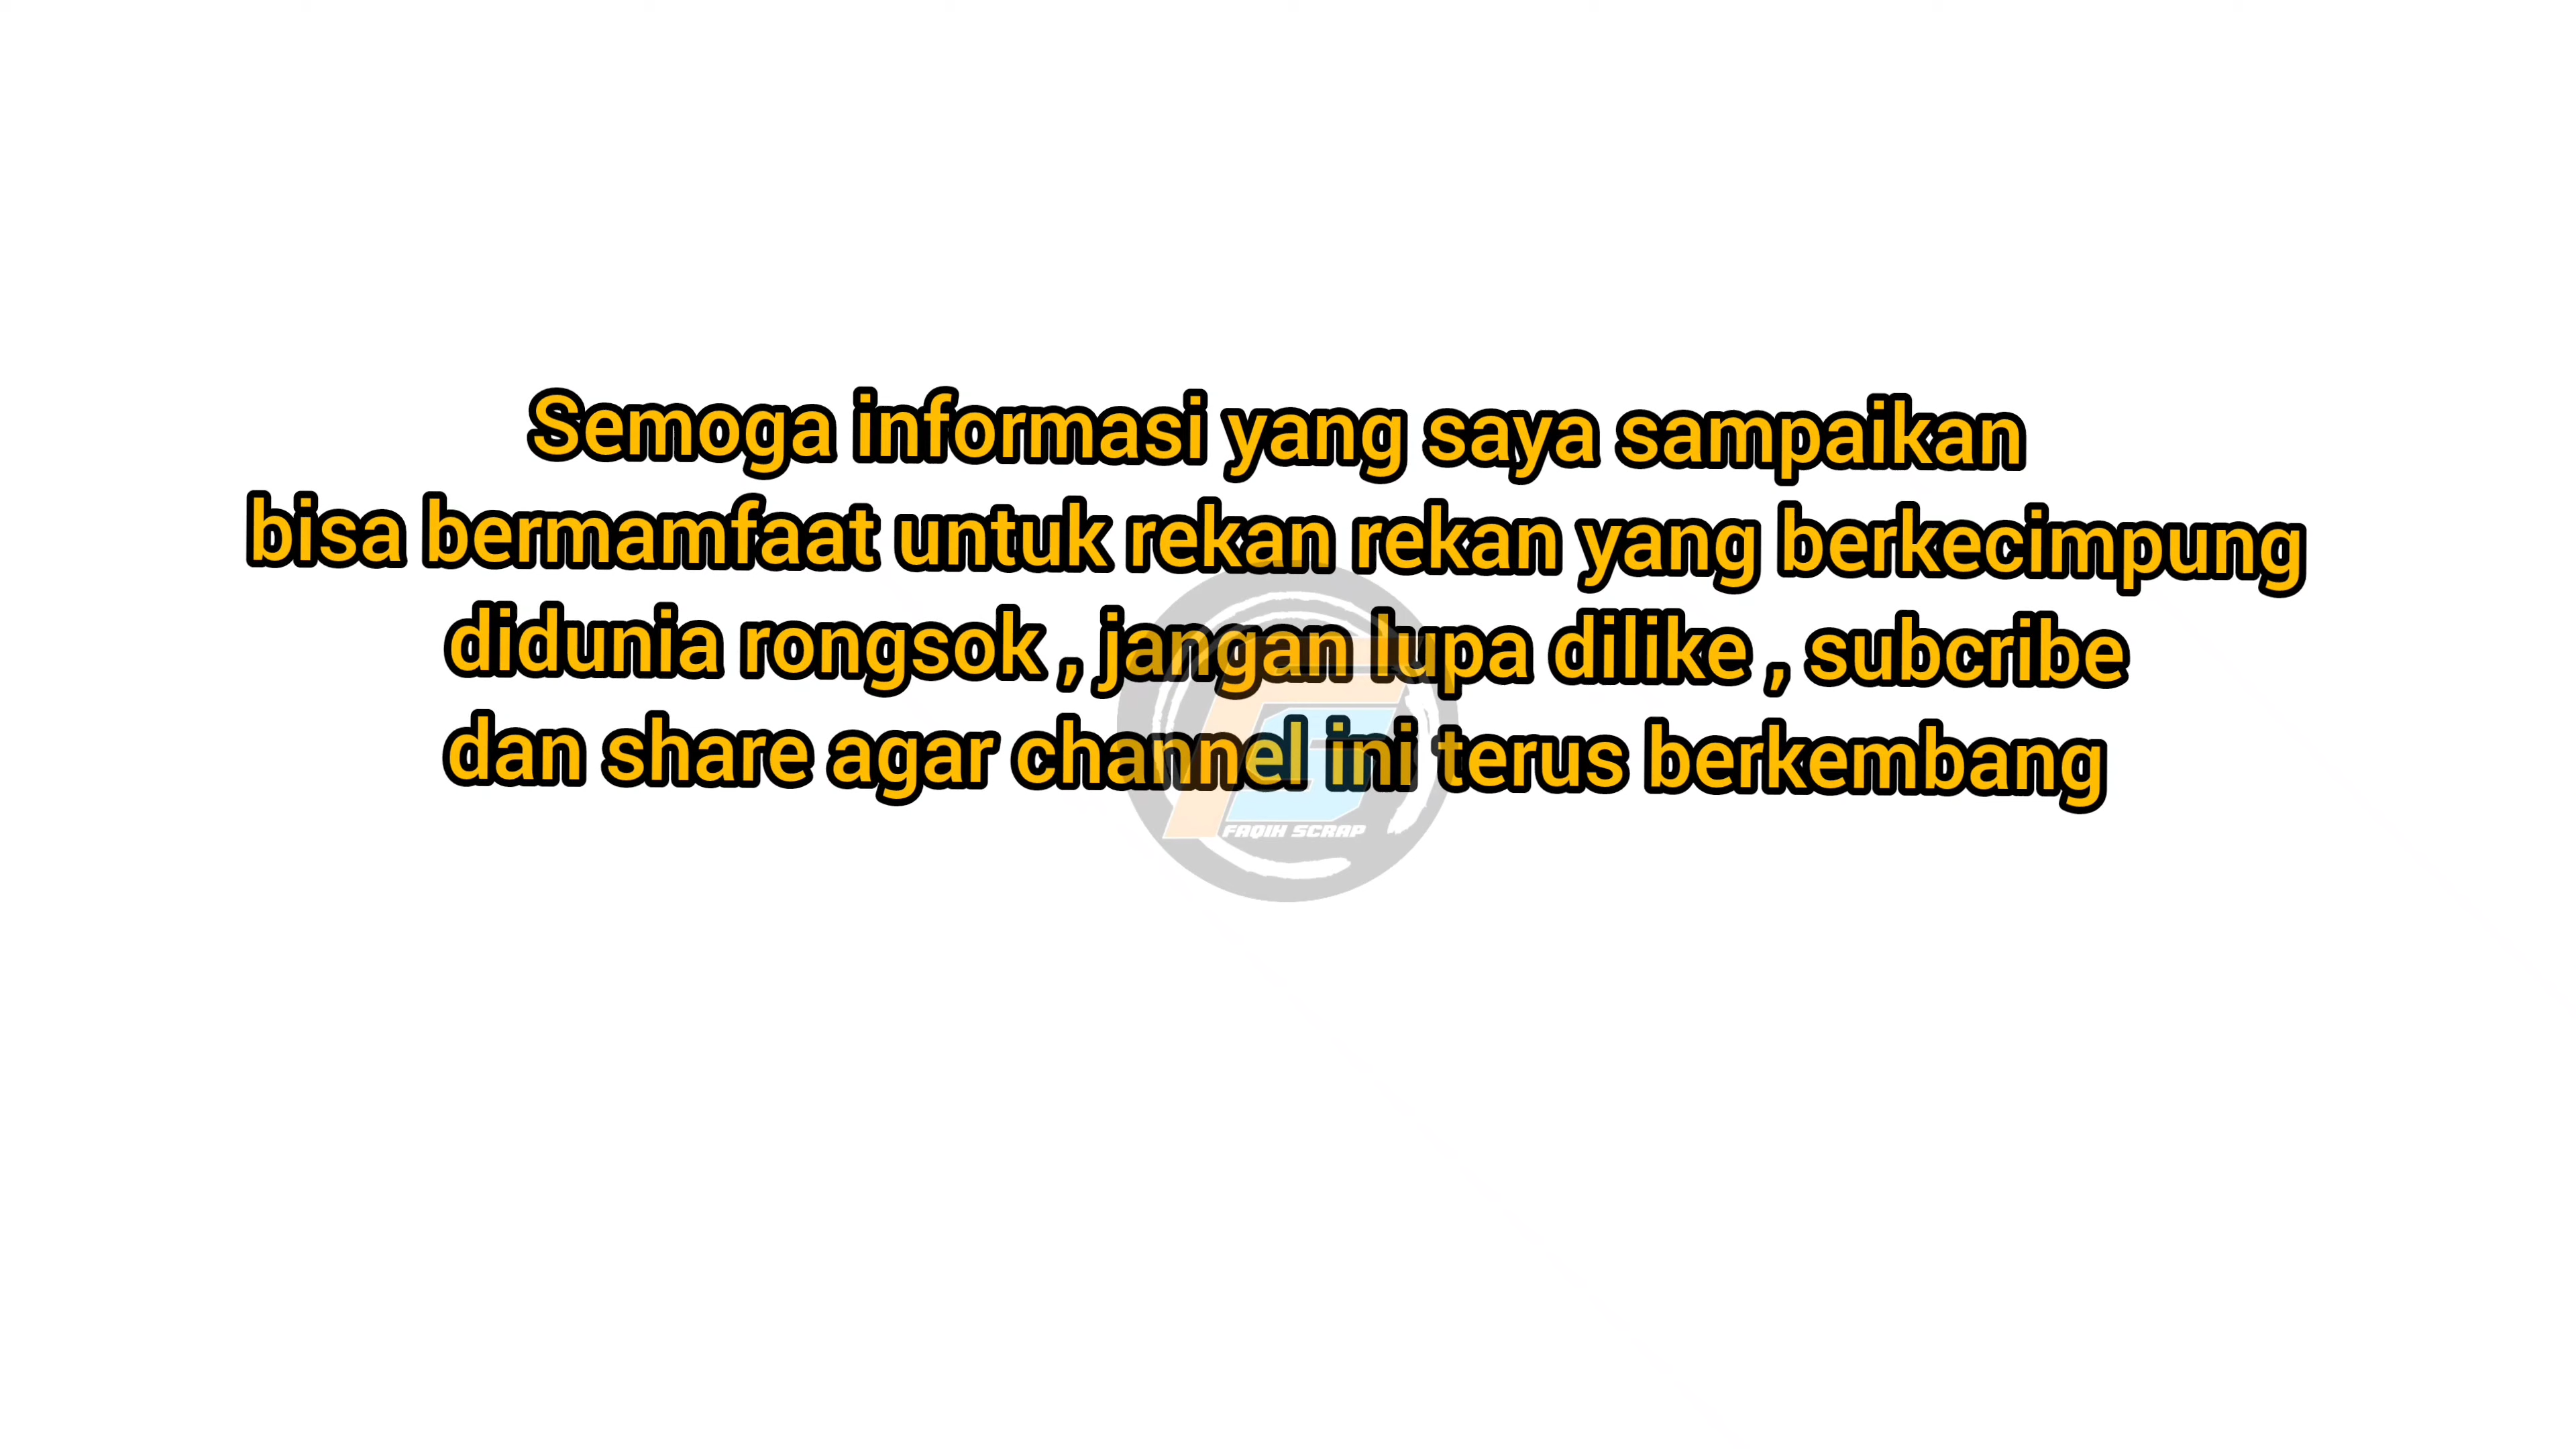 Semoga informasi yang saya sampaikan
bisa bermamfaat untuk rekan rekan yang berkecimpung
didunia rongsok , jangan lupa dilike , subcribe
dan share agar channel ini terus berkembang
FAQIH SCRAP